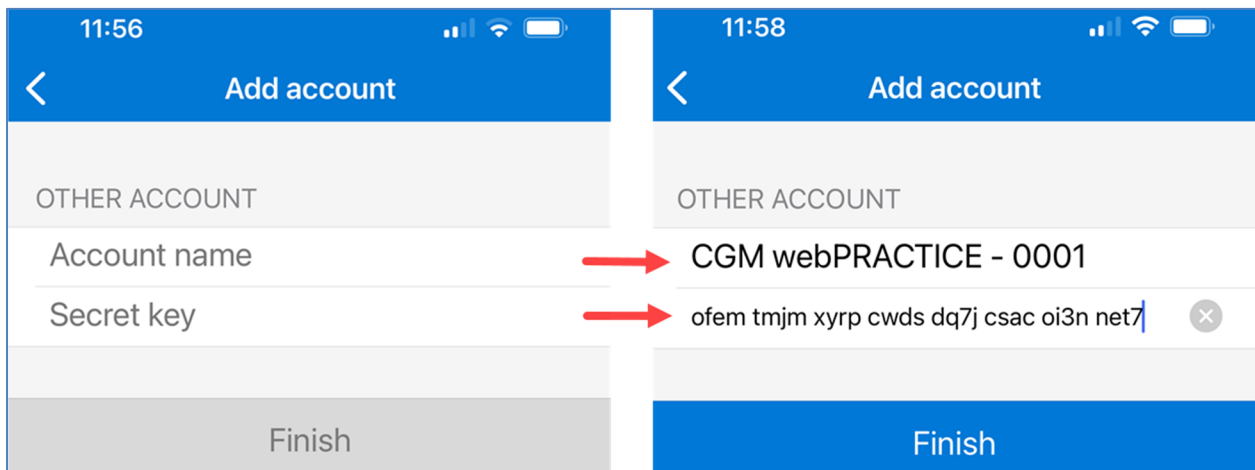 11:56
Add account
OTHER ACCOUNT
Account name
Secret key
Finish
11:58
Add account
OTHER ACCOUNT
CGM webPRACTICE - 0001
ofem tmjm xyrp cwds dq7j csac oi3n net7
Finish